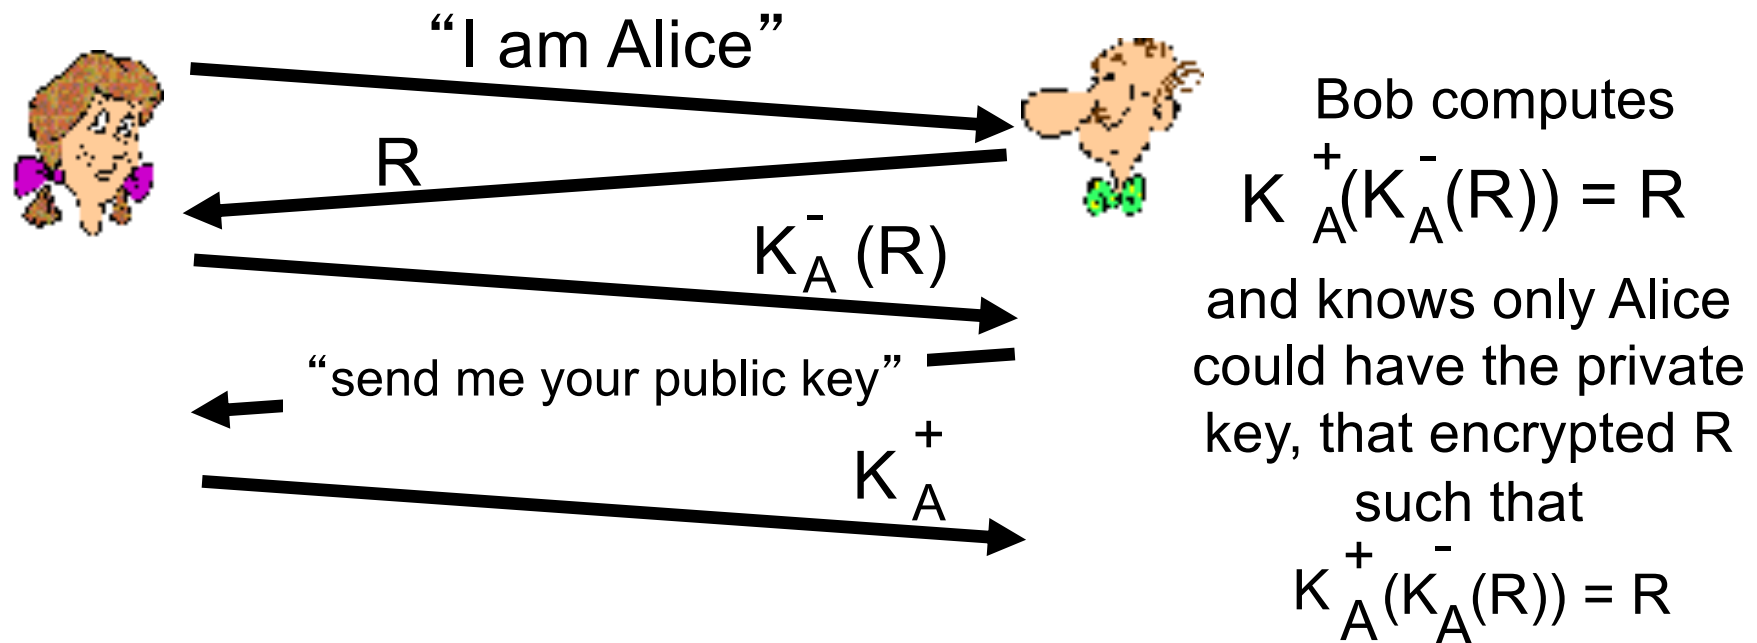 “I am Alice”
R
K_A^- (R)
“send me your public key”
K_A^+
Bob computes
K_A^+(K_A^-(R)) = R
and knows only Alice
could have the private
key, that encrypted R
such that
K_A^+(K_A^-(R)) = R